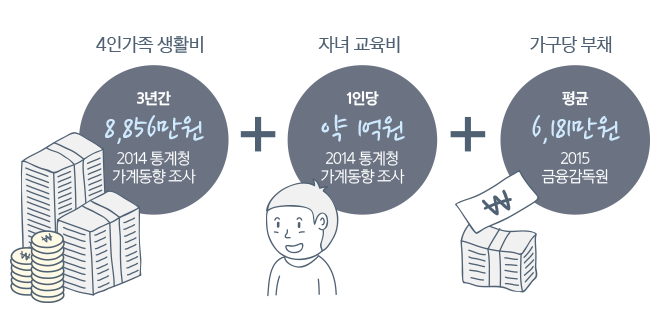 4인가족 생활비
3년간
8,856만원
2014 통계청
가계동향 조사
+
자녀 교육비
1인당
약 1억원
2014 통계청
가계동향 조사
+
가구당 부채
평균
6,181만원
2015
금융감독원
₩
₩
₩